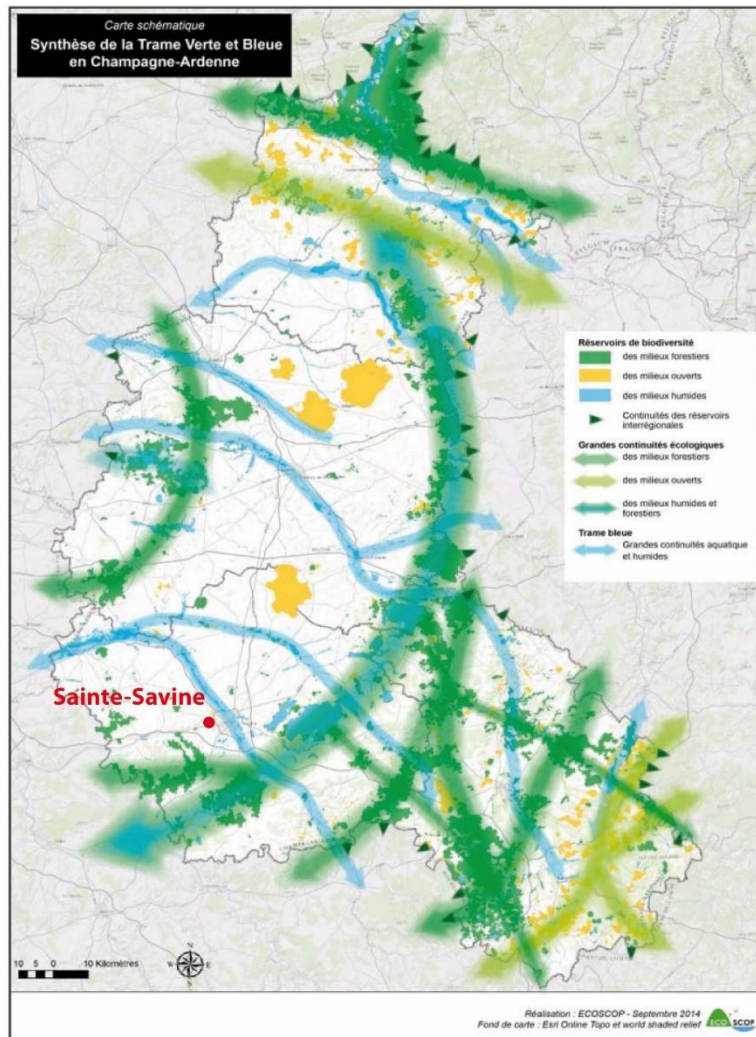 Carte schématique
Synthèse de la Trame Verte et Bleue
en Champagne-Ardenne
Réservoirs de biodiversité
des milieux forestiers
des milieux ouverts
des milieux humides
Continuités des réservoirs
interrégionales
Grandes continuités écologiques
des milieux forestiers
des milieux ouverts
des milieux humides et
forestiers
Trame bleue
Grandes continuités aquatique
et humides
Sainte-Savine
N
W
E
S
10 5 0 10 Kilomètres
Réalisation : ECOSCOP - Septembre 2014
Fond de carte : Esri Online Topo et world shaded relief
ECO SCOP